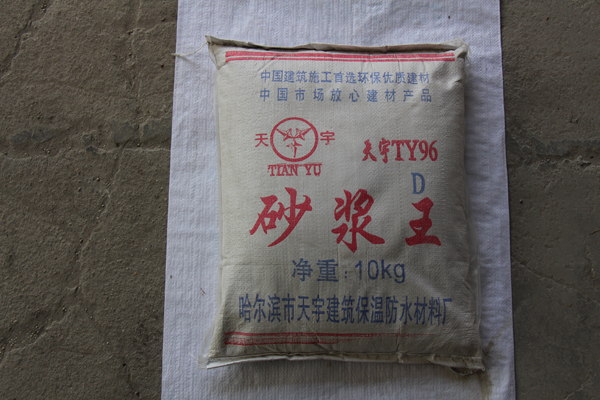 中国建筑施工首选环保优质建材
中国市场放心建材产品
天 宇
TIAN YU
天宇TY96
D
砂浆王
净重:10kg
哈尔滨市天宇建筑保温防水材料厂